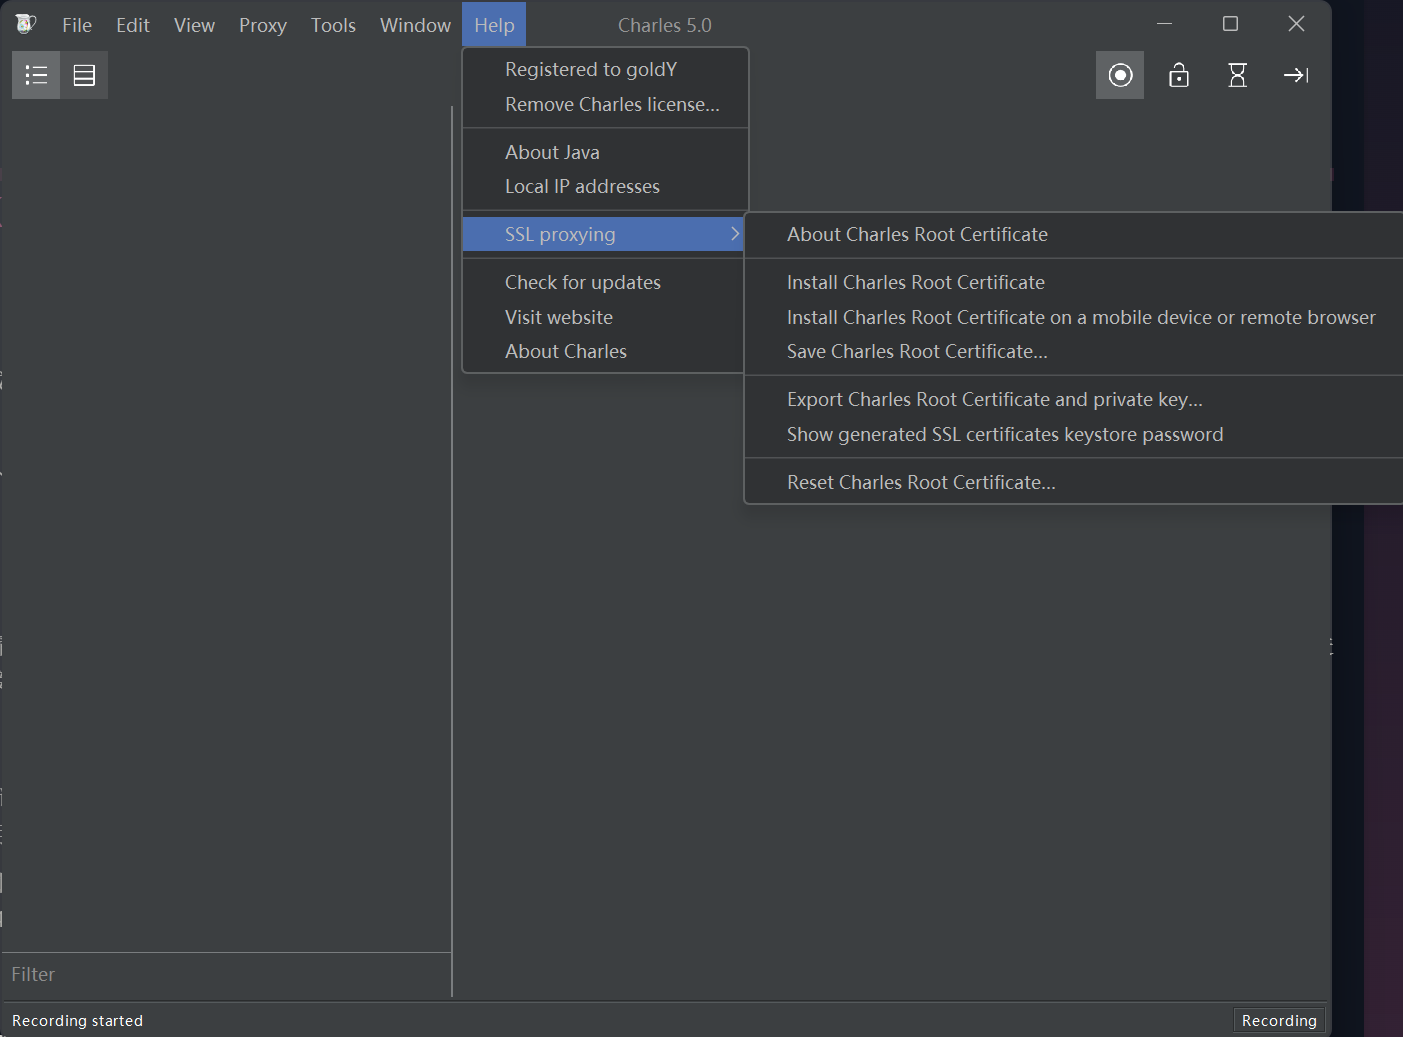 File Edit View Proxy Tools Window Help Charles 5.0
Registered to goldY
Remove Charles license...
About Java
Local IP addresses
SSL proxying
Check for updates
Visit website
About Charles
About Charles Root Certificate
Install Charles Root Certificate
Install Charles Root Certificate on a mobile device or remote browser
Save Charles Root Certificate...
Export Charles Root Certificate and private key...
Show generated SSL certificates keystore password
Reset Charles Root Certificate...
Filter
Recording started Recording